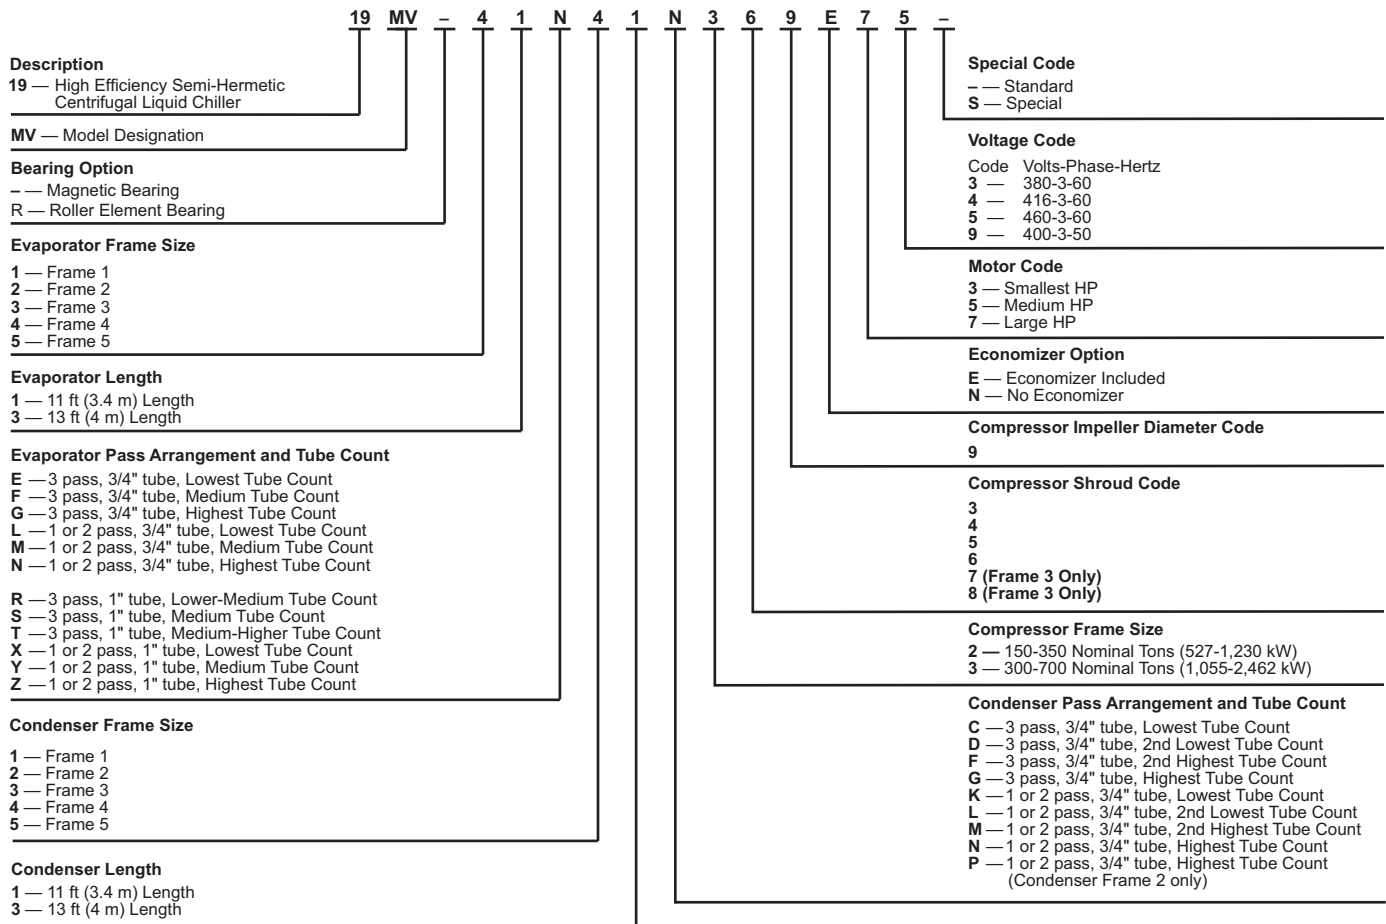 19 MV – 4 1 N 4 1 N 3 6 9 E 7 5 –
Description
19 — High Efficiency Semi-Hermetic
Centrifugal Liquid Chiller
MV — Model Designation
Bearing Option
– — Magnetic Bearing
R — Roller Element Bearing
Evaporator Frame Size
1 — Frame 1
2 — Frame 2
3 — Frame 3
4 — Frame 4
5 — Frame 5
Evaporator Length
1 — 11 ft (3.4 m) Length
3 — 13 ft (4 m) Length
Evaporator Pass Arrangement and Tube Count
E — 3 pass, 3/4" tube, Lowest Tube Count
F — 3 pass, 3/4" tube, Medium Tube Count
G — 3 pass, 3/4" tube, Highest Tube Count
L — 1 or 2 pass, 3/4" tube, Lowest Tube Count
M — 1 or 2 pass, 3/4" tube, Medium Tube Count
N — 1 or 2 pass, 3/4" tube, Highest Tube Count
R — 3 pass, 1" tube, Lower-Medium Tube Count
S — 3 pass, 1" tube, Medium Tube Count
T — 3 pass, 1" tube, Medium-Higher Tube Count
X — 1 or 2 pass, 1" tube, Lowest Tube Count
Y — 1 or 2 pass, 1" tube, Medium Tube Count
Z — 1 or 2 pass, 1" tube, Highest Tube Count
Condenser Frame Size
1 — Frame 1
2 — Frame 2
3 — Frame 3
4 — Frame 4
5 — Frame 5
Condenser Length
1 — 11 ft (3.4 m) Length
3 — 13 ft (4 m) Length
Special Code
– — Standard
S — Special
Voltage Code
Code Volts-Phase-Hertz
3 — 380-3-60
4 — 416-3-60
5 — 460-3-60
9 — 400-3-50
Motor Code
3 — Smallest HP
5 — Medium HP
7 — Large HP
Economizer Option
E — Economizer Included
N — No Economizer
Compressor Impeller Diameter Code
9
Compressor Shroud Code
3
4
5
6
7 (Frame 3 Only)
8 (Frame 3 Only)
Compressor Frame Size
2 — 150-350 Nominal Tons (527-1,230 kW)
3 — 300-700 Nominal Tons (1,055-2,462 kW)
Condenser Pass Arrangement and Tube Count
C — 3 pass, 3/4" tube, Lowest Tube Count
D — 3 pass, 3/4" tube, 2nd Lowest Tube Count
F — 3 pass, 3/4" tube, 2nd Highest Tube Count
G — 3 pass, 3/4" tube, Highest Tube Count
K — 1 or 2 pass, 3/4" tube, Lowest Tube Count
L — 1 or 2 pass, 3/4" tube, 2nd Lowest Tube Count
M — 1 or 2 pass, 3/4" tube, 2nd Highest Tube Count
N — 1 or 2 pass, 3/4" tube, Highest Tube Count
P — 1 or 2 pass, 3/4" tube, Highest Tube Count
(Condenser Frame 2 only)